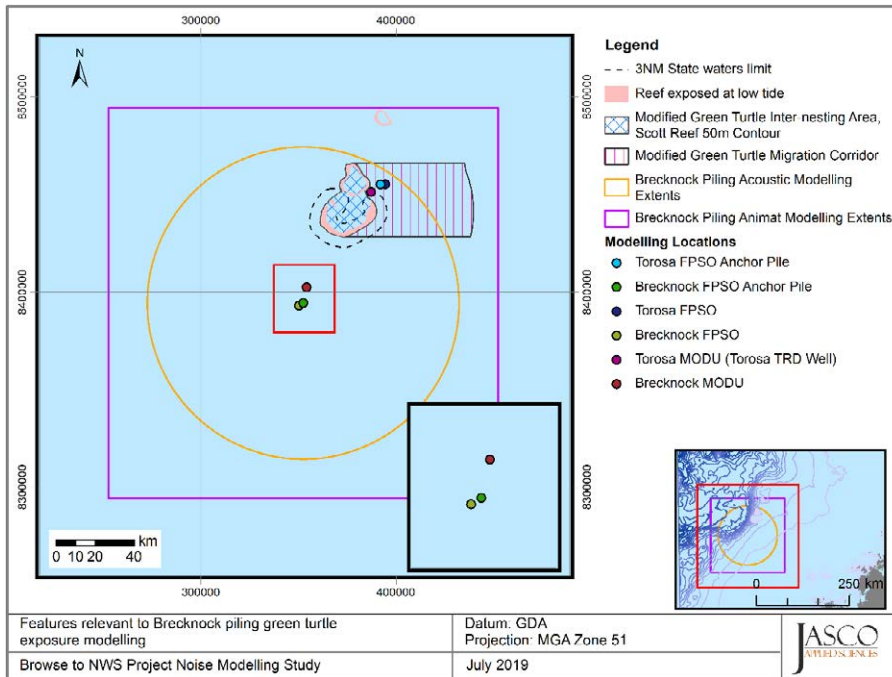 300000
400000
N
8500000
8400000
8300000
km
0 10 20 40
Legend
3NM State waters limit
Reef exposed at low tide
Modified Green Turtle Inter-nesting Area,
Scott Reef 50m Contour
Modified Green Turtle Migration Corridor
Brecknock Piling Acoustic Modelling
Extents
Brecknock Piling Animat Modelling Extents
Modelling Locations
Torosa FPSO Anchor Pile
Brecknock FPSO Anchor Pile
Torosa FPSO
Brecknock FPSO
Torosa MODU (Torosa TRD Well)
Brecknock MODU
0 250 km
300000
400000
Features relevant to Brecknock piling green turtle
exposure modelling
Browse to NWS Project Noise Modelling Study
Datum: GDA
Projection: MGA Zone 51
July 2019
JASCO
APPLIED SCIENCES